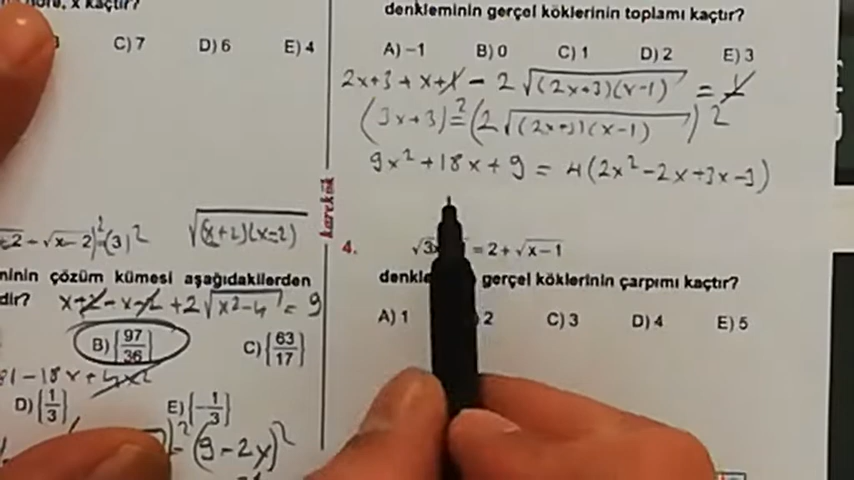 C) 7 D) 6 E) 4
√(x+2)(x-2)
-2 - √x-2)²=(3)²
ninin çözüm kümesi aşağıdakilerden
dir? x+2-x-2+2√x²-4 = 9
B) {97/36} C) {63/17}
81-18x+4x²
D) {1/3} E) {-1/3}
² (9-2x)²
karekök
denkleminin gerçel köklerinin toplamı kaçtır?
A) -1 B) 0 C) 1 D) 2 E) 3
2x+3+x+1-2√(2x+3)(x-1) = 1
(3x+3)²=(2√(2x+3)(x-1))2
9x²+18x+9 = 4(2x²-2x+3x-3)
4. = 2+√x-1
gerçel köklerinin çarpımı kaçtır?
A) 1 2 C) 3 D) 4 E) 5